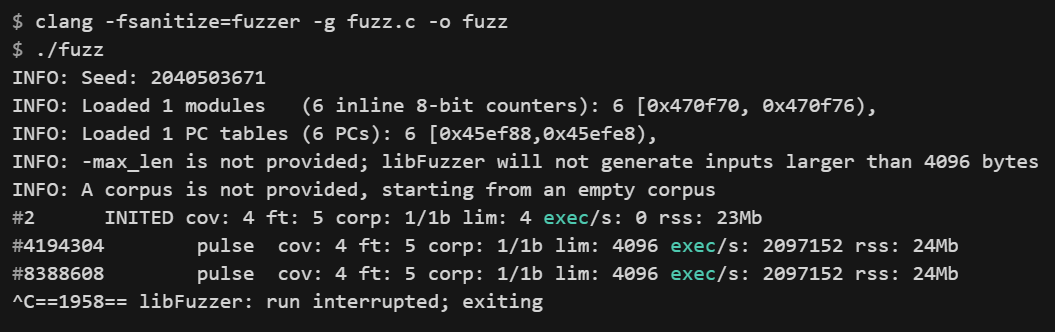 $ clang -fsanitize=fuzzer -g fuzz.c -o fuzz
$ ./fuzz
INFO: Seed: 2040503671
INFO: Loaded 1 modules   (6 inline 8-bit counters): 6 [0x470f70, 0x470f76),
INFO: Loaded 1 PC tables (6 PCs): 6 [0x45ef88,0x45efe8),
INFO: -max_len is not provided; libFuzzer will not generate inputs larger than 4096 bytes
INFO: A corpus is not provided, starting from an empty corpus
#2      INITED cov: 4 ft: 5 corp: 1/1b lim: 4 exec/s: 0 rss: 23Mb
#4194304        pulse  cov: 4 ft: 5 corp: 1/1b lim: 4096 exec/s: 2097152 rss: 24Mb
#8388608        pulse  cov: 4 ft: 5 corp: 1/1b lim: 4096 exec/s: 2097152 rss: 24Mb
^C==1958== libFuzzer: run interrupted; exiting